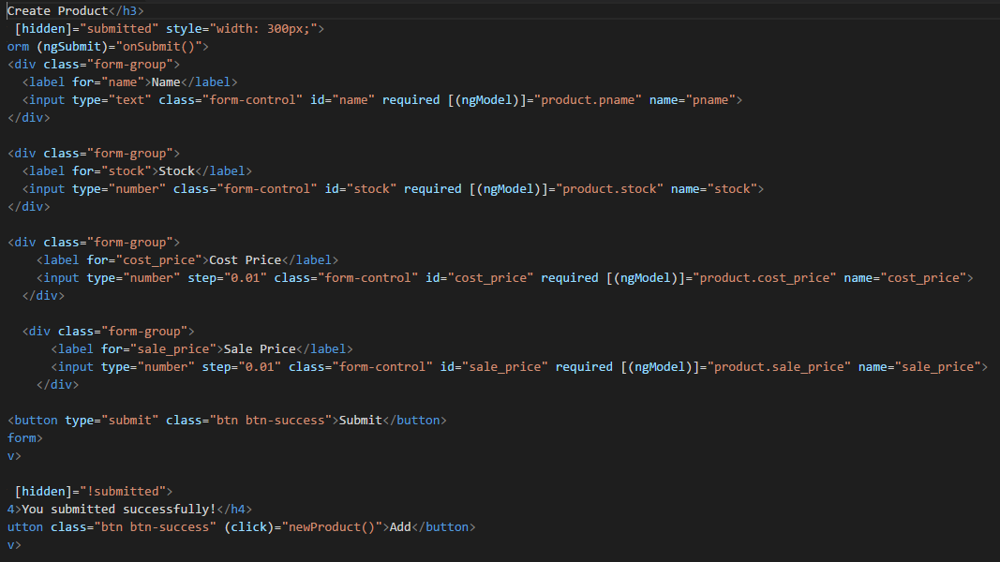 Create Product</h3>
[hidden]="submitted" style="width: 300px;">
orm (ngSubmit)="onSubmit()">
<div class="form-group">
<label for="name">Name</label>
<input type="text" class="form-control" id="name" required [(ngModel)]="product.pname" name="pname">
</div>
<div class="form-group">
<label for="stock">Stock</label>
<input type="number" class="form-control" id="stock" required [(ngModel)]="product.stock" name="stock">
</div>
<div class="form-group">
<label for="cost_price">Cost Price</label>
<input type="number" step="0.01" class="form-control" id="cost_price" required [(ngModel)]="product.cost_price" name="cost_price">
</div>
<div class="form-group">
<label for="sale_price">Sale Price</label>
<input type="number" step="0.01" class="form-control" id="sale_price" required [(ngModel)]="product.sale_price" name="sale_price">
</div>
<button type="submit" class="btn btn-success">Submit</button>
form>
v>
[hidden]="!submitted">
4>You submitted successfully!</h4>
utton class="btn btn-success" (click)="newProduct()">Add</button>
v>